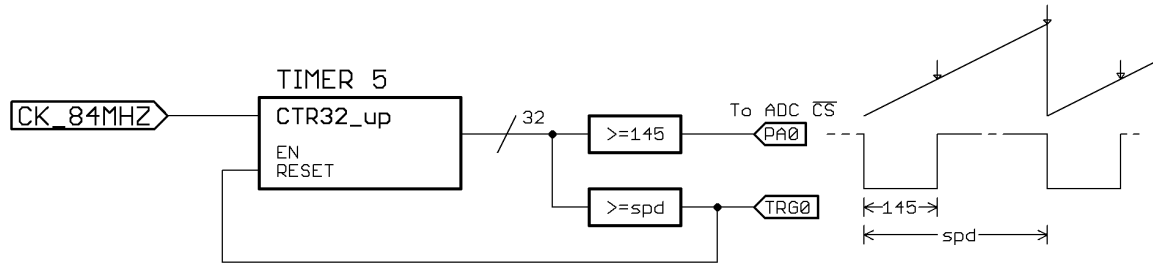 TIMER 5
CK_84MHZ
CTR32_up
EN
RESET
32
>=145
To ADC CS
PA0
>=spd
TRG0
145
spd